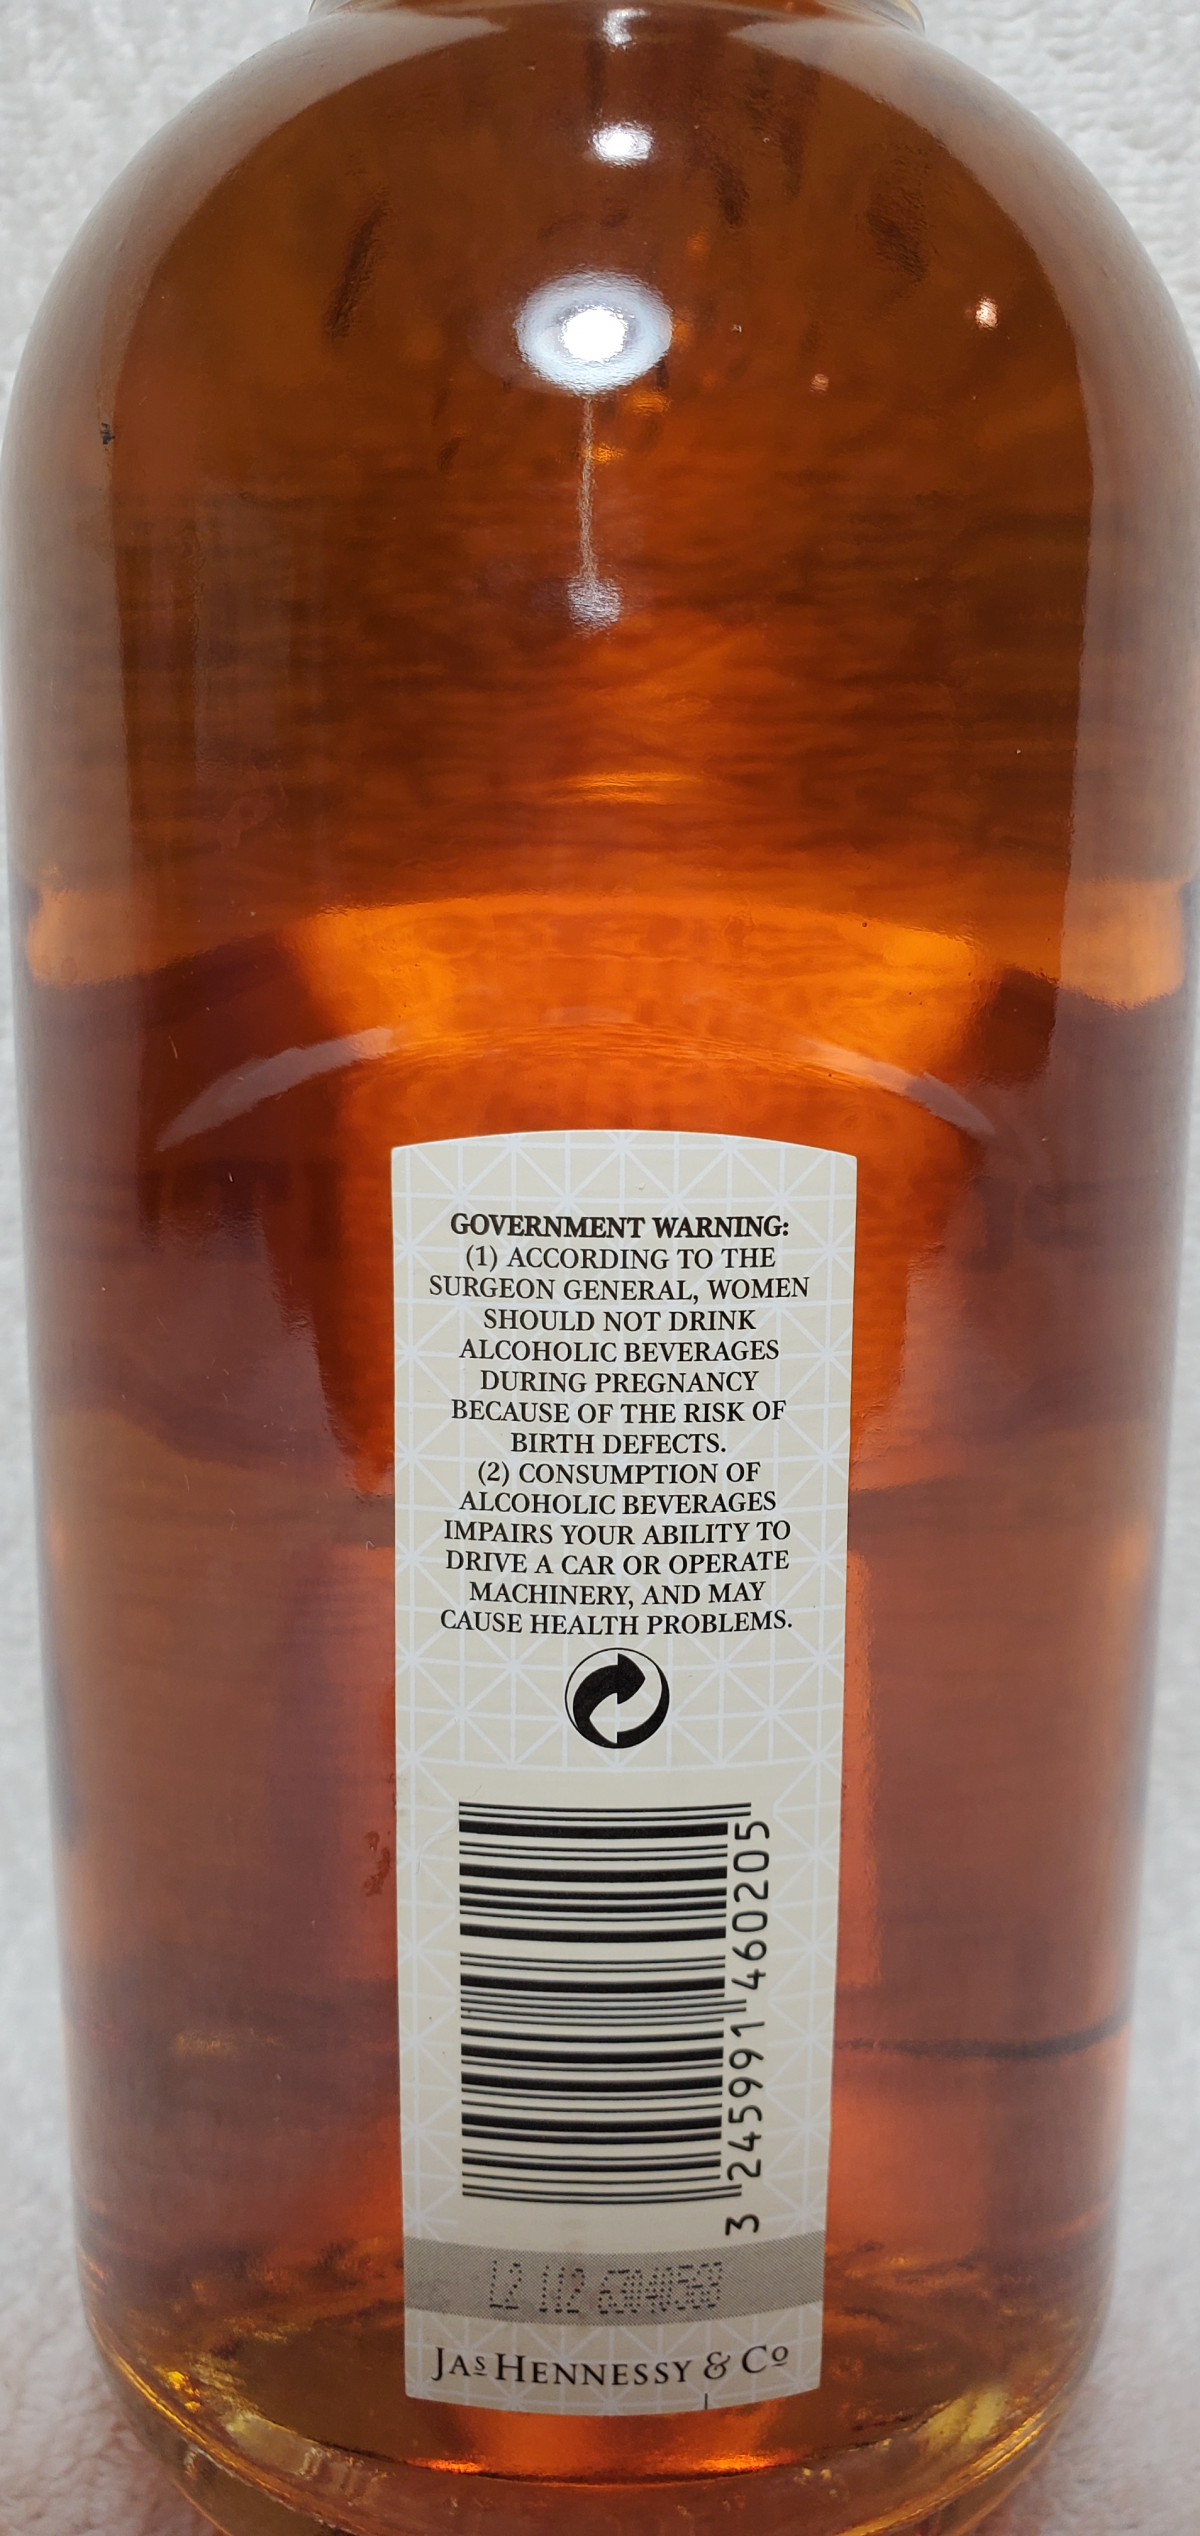 GOVERNMENT WARNING:
(1) ACCORDING TO THE
SURGEON GENERAL, WOMEN
SHOULD NOT DRINK
ALCOHOLIC BEVERAGES
DURING PREGNANCY
BECAUSE OF THE RISK OF
BIRTH DEFECTS.
(2) CONSUMPTION OF
ALCOHOLIC BEVERAGES
IMPAIRS YOUR ABILITY TO
DRIVE A CAR OR OPERATE
MACHINERY, AND MAY
CAUSE HEALTH PROBLEMS.
3 245991 460205
L2 112
JAS HENNESSY & Cº